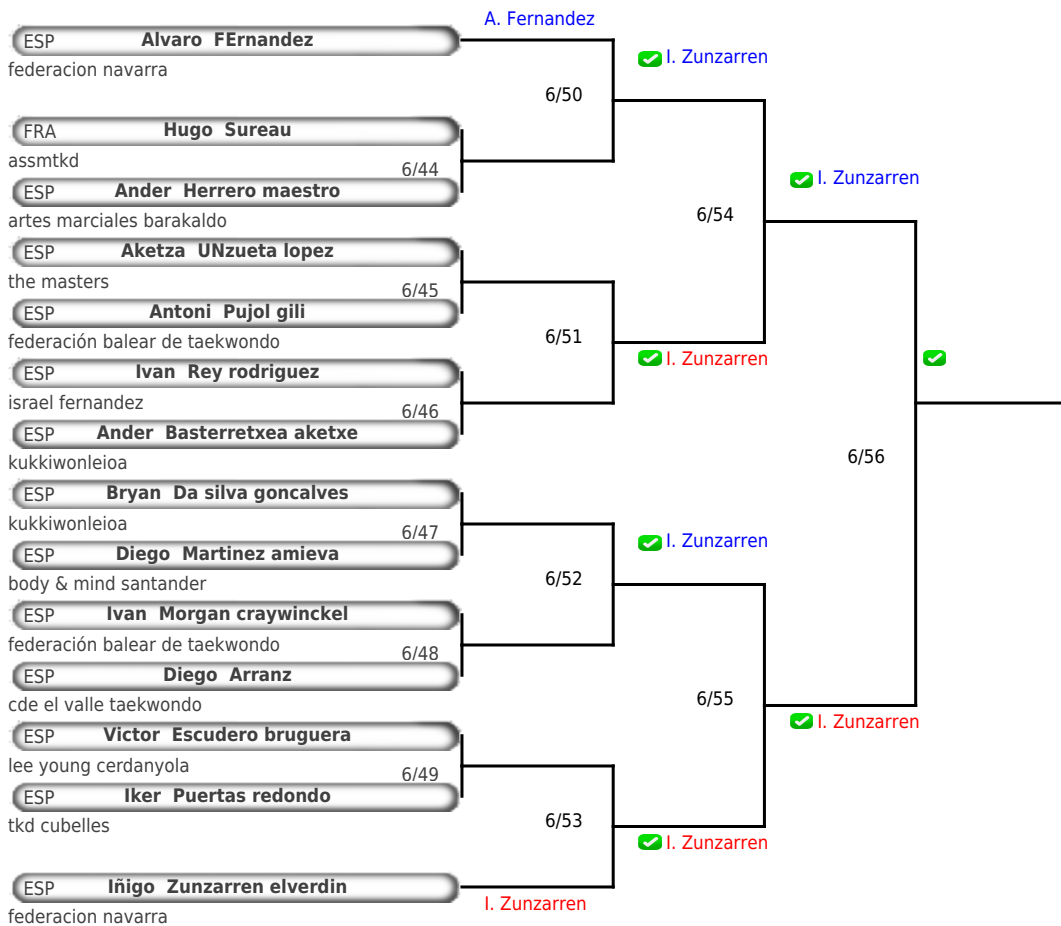 A. Fernandez
ESP Alvaro FErnandez
federacion navarra
I. Zunzarren
6/50
FRA Hugo Sureau
assmtkd
6/44
ESP Ander Herrero maestro
artes marciales barakaldo
I. Zunzarren
6/54
ESP Aketza UNzueta lopez
the masters
6/45
ESP Antoni Pujol gili
federación balear de taekwondo
6/51
I. Zunzarren
ESP Ivan Rey rodriguez
israel fernandez
6/46
ESP Ander Basterretxea aketxe
kukkiwonleioa
6/56
ESP Bryan Da silva goncalves
kukkiwonleioa
6/47
I. Zunzarren
ESP Diego Martinez amieva
body & mind santander
6/52
ESP Ivan Morgan craywinckel
federación balear de taekwondo
6/48
ESP Diego Arranz
cde el valle taekwondo
6/55
I. Zunzarren
ESP Victor Escudero bruguera
lee young cerdanyola
6/49
ESP Iker Puertas redondo
tkd cubelles
6/53
I. Zunzarren
ESP Iñigo Zunzarren elverdin
I. Zunzarren
federacion navarra